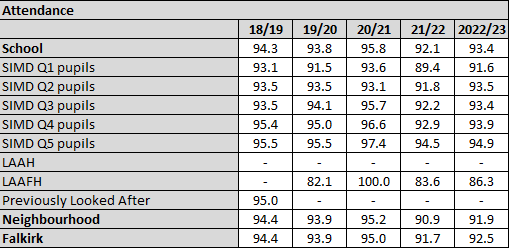 Attendance
18/19 19/20 20/21 21/22 2022/23
School 94.3 93.8 95.8 92.1 93.4
SIMD Q1 pupils 93.1 91.5 93.6 89.4 91.6
SIMD Q2 pupils 93.5 93.5 93.1 91.8 93.5
SIMD Q3 pupils 93.5 94.1 95.7 92.2 93.4
SIMD Q4 pupils 95.4 95.0 96.6 92.9 93.9
SIMD Q5 pupils 95.5 95.5 97.4 94.5 94.9
LAAH - - - - -
LAAFH - 82.1 100.0 83.6 86.3
Previously Looked After 95.0 - - - -
Neighbourhood 94.4 93.9 95.2 90.9 91.9
Falkirk 94.4 93.9 95.0 91.7 92.5